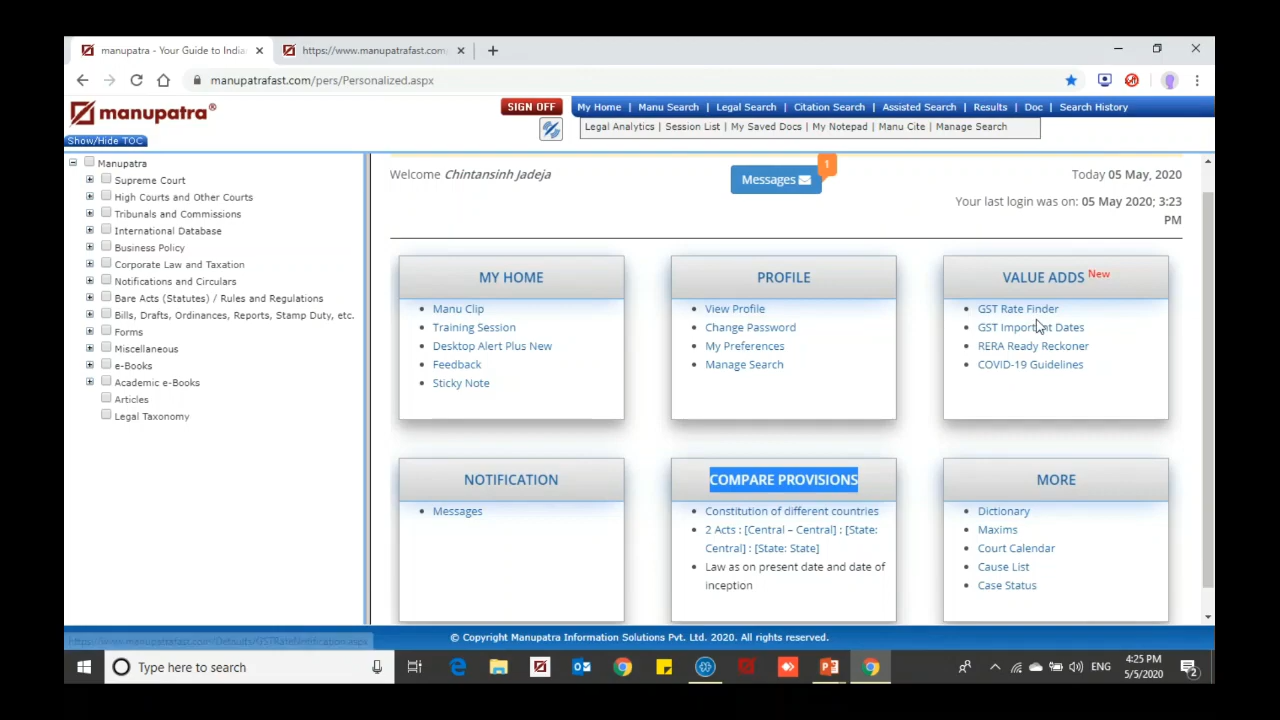 manupatra - Your Guide to India
https://www.manupatrafast.com
manupatrafast.com/pers/Personalized.aspx
manupatra®
SIGN OFF
My Home | Manu Search | Legal Search | Citation Search | Assisted Search | Results | Doc | Search History
Legal Analytics | Session List | My Saved Docs | My Notepad | Manu Cite | Manage Search
Show/Hide TOC
Manupatra
Supreme Court
High Courts and Other Courts
Tribunals and Commissions
International Database
Business Policy
Corporate Law and Taxation
Notifications and Circulars
Bare Acts (Statutes) / Rules and Regulations
Bills, Drafts, Ordinances, Reports, Stamp Duty, etc.
Forms
Miscellaneous
e-Books
Academic e-Books
Articles
Legal Taxonomy
Welcome Chintansinh Jadeja
Messages
1
Today 05 May, 2020
Your last login was on: 05 May 2020; 3:23
PM
MY HOME
Manu Clip
Training Session
Desktop Alert Plus New
Feedback
Sticky Note
PROFILE
View Profile
Change Password
My Preferences
Manage Search
VALUE ADDS New
GST Rate Finder
GST Important Dates
RERA Ready Reckoner
COVID-19 Guidelines
NOTIFICATION
Messages
COMPARE PROVISIONS
Constitution of different countries
2 Acts : [Central – Central] : [State:
Central] : [State: State]
Law as on present date and date of
inception
MORE
Dictionary
Maxims
Court Calendar
Cause List
Case Status
© Copyright Manupatra Information Solutions Pvt. Ltd. 2020. All rights reserved.
Type here to search
ENG
4:25 PM
5/5/2020
2